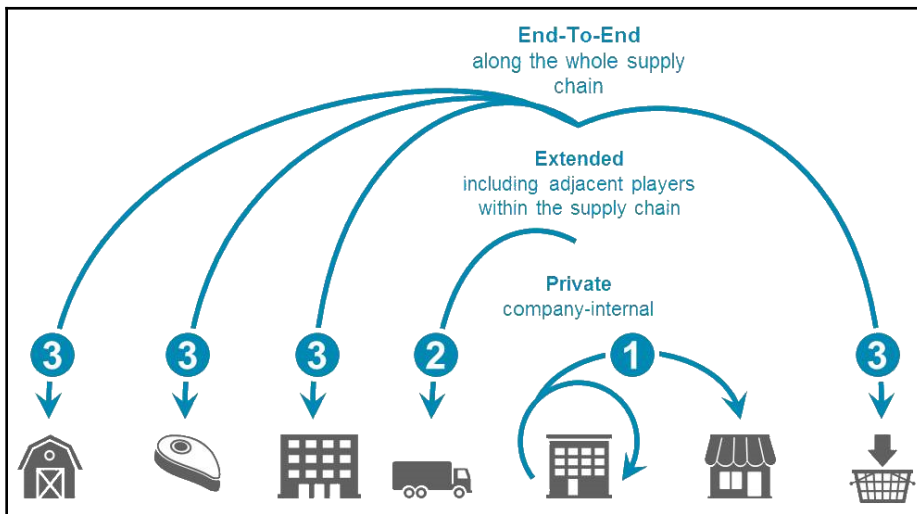 End-To-End
along the whole supply
chain
Extended
including adjacent players
within the supply chain
Private
company-internal
3
3
3
2
1
3